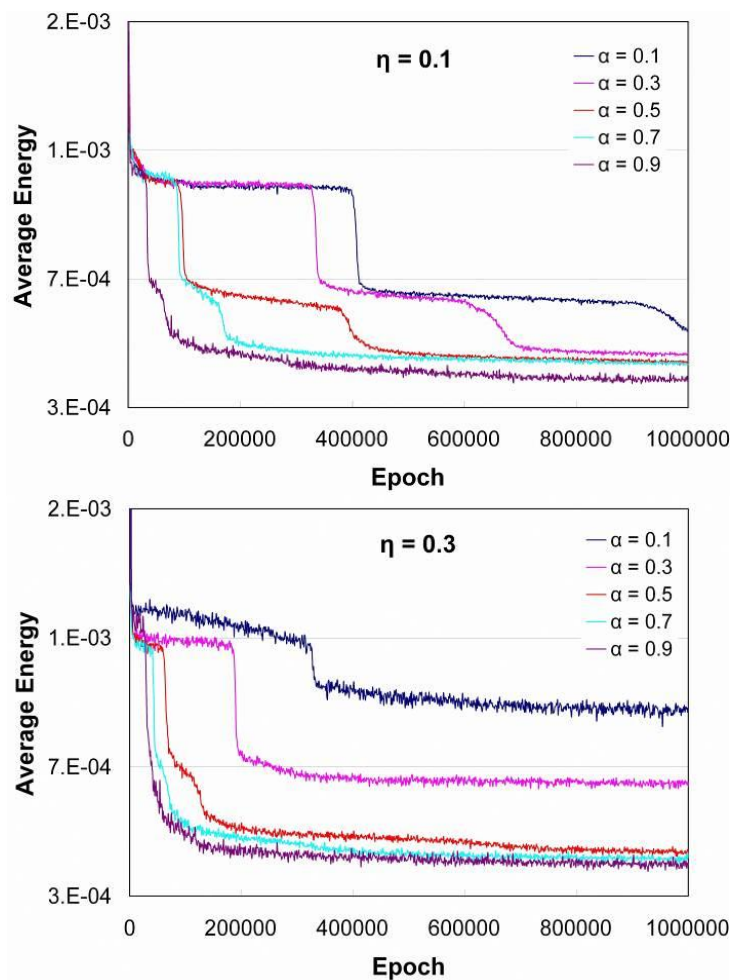 2.E-03
η = 0.1
α = 0.1
α = 0.3
α = 0.5
α = 0.7
α = 0.9
1.E-03
7.E-04
3.E-04
Average Energy
0 200000 400000 600000 800000 1000000
Epoch
2.E-03
η = 0.3
α = 0.1
α = 0.3
α = 0.5
α = 0.7
α = 0.9
1.E-03
7.E-04
3.E-04
Average Energy
0 200000 400000 600000 800000 1000000
Epoch